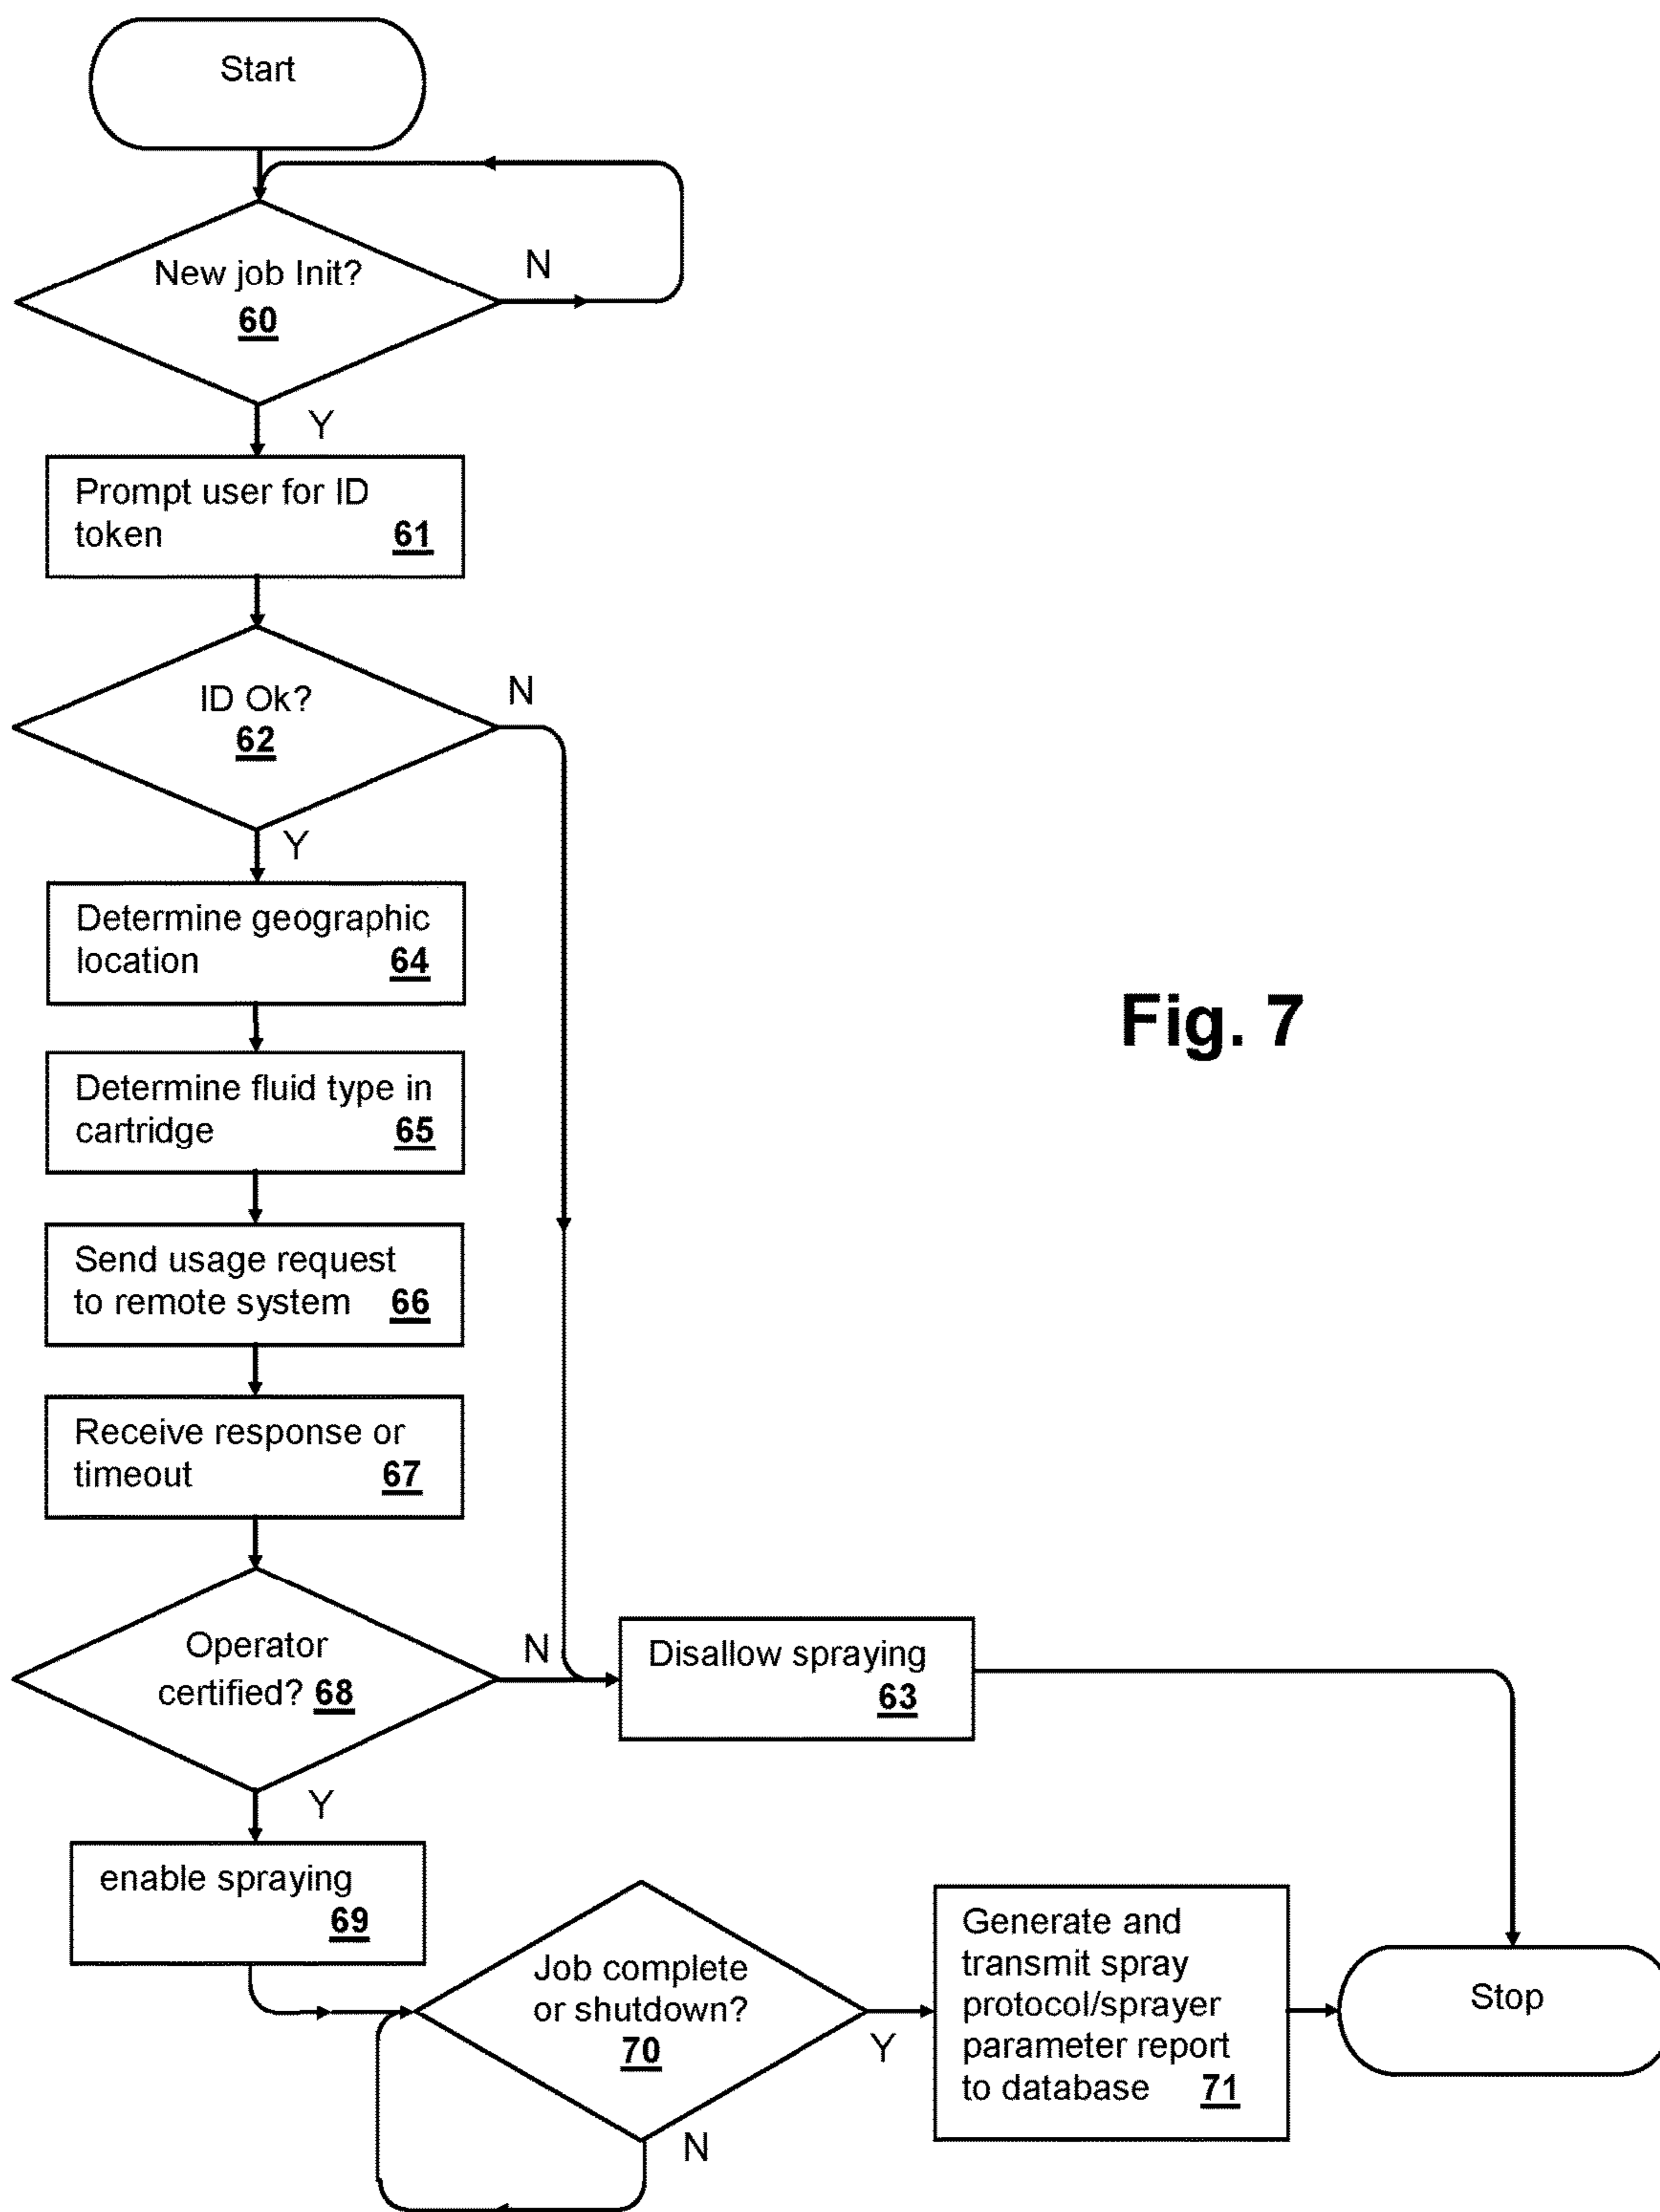 Start
New job Init?
60
N
Y
Prompt user for ID
token 61
ID Ok?
62
N
Y
Determine geographic
location 64
Determine fluid type in
cartridge 65
Send usage request
to remote system 66
Receive response or
timeout 67
Operator
certified? 68
N
Y
Disallow spraying
63
enable spraying
69
Job complete
or shutdown?
70
Y
N
Generate and
transmit spray
protocol/sprayer
parameter report
to database 71
Stop
Fig. 7